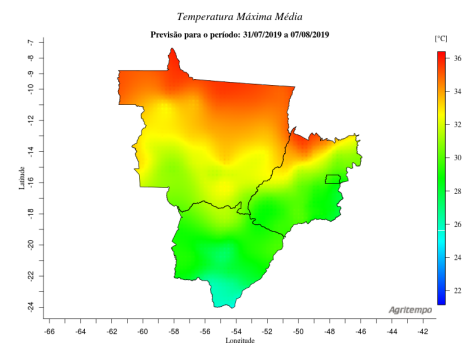 Temperatura Máxima Média
Previsão para o período: 31/07/2019 a 07/08/2019
[°C]
-7
-8
-9
-10
-12
-14
-16
-18
-20
-22
-24
Latitude
36
34
32
30
28
26
24
22
Agritempo
-66 -64 -62 -60 -58 -56 -54 -52 -50 -48 -46 -44 -42
Longitude